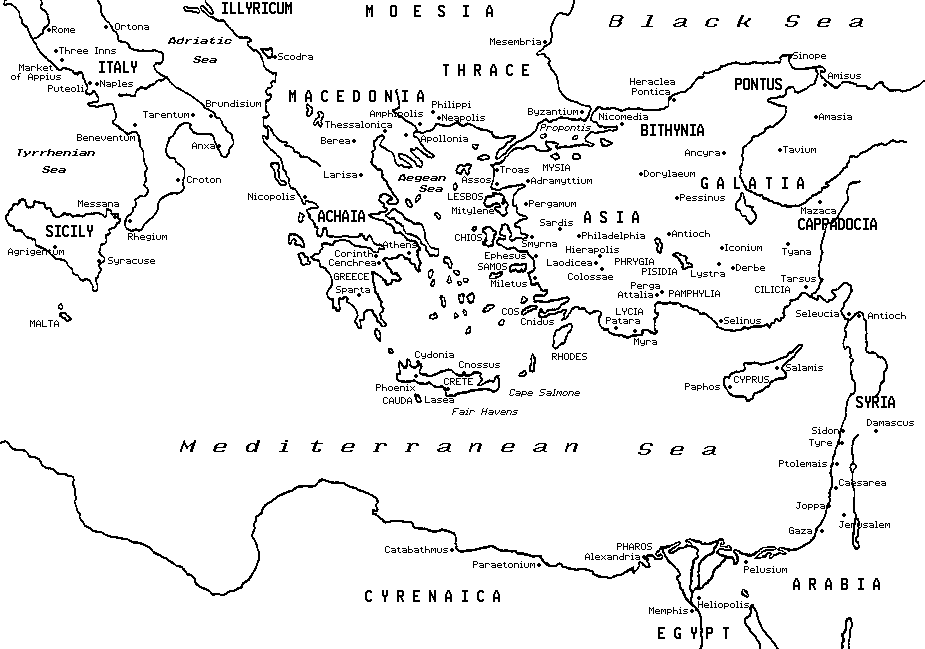 ILLYRICUM
MOESIA
Black Sea
Rome
Ortona
Adriatic
Sea
Mesembria
Three Inns
Scodra
Sinope
Market
of Appius
ITALY
THRACE
Amisus
Puteoli
Naples
Heraclea
Pontica
PONTUS
MACEDONIA
Brundisium
Philippi
Tarentum
Amphipolis
Neapolis
Byzantium
Nicomedia
Amasia
Thessalonica
Propontis
BITHYNIA
Beneventum
Berea
Apollonia
Anxa
Tyrrhenian
Sea
Ancyra
Tavium
Troas
MYSIA
Larisa
Aegean
Sea
Assos
Adramyttium
Dorylaeum
Croton
GALATIA
Nicopolis
LESBOS
Pessinus
Messana
Mitylene
Pergamum
Mazaca
ACHAIA
ASIA
CAPPADOCIA
SICILY
Sardis
Rhegium
CHIOS
Smyrna
Philadelphia
Antioch
Agrigentum
Athens
Hierapolis
Iconium
Tyana
Corinth
Cenchrea
Ephesus
Laodicea
PHRYGIA
Syracuse
SAMOS
PISIDIA
Lystra
Derbe
GREECE
Colossae
Miletus
Tarsus
Sparta
Perga
CILICIA
Attalia
PAMPHYLIA
MALTA
COS
LYCIA
Seleucia
Antioch
Cnidus
Patara
Selinus
Myra
Cydonia
RHODES
Cnossus
Salamis
CRETE
CYPRUS
Phoenix
Paphos
CAUDA
Lasea
Cape Salmone
Fair Havens
SYRIA
Damascus
Sidon
Mediterranean Sea
Tyre
Ptolemais
Caesarea
Joppa
Jerusalem
Gaza
Catabathmus
PHAROS
Alexandria
Paraetonium
Pelusium
ARABIA
CYRENAICA
Heliopolis
Memphis
EGYPT